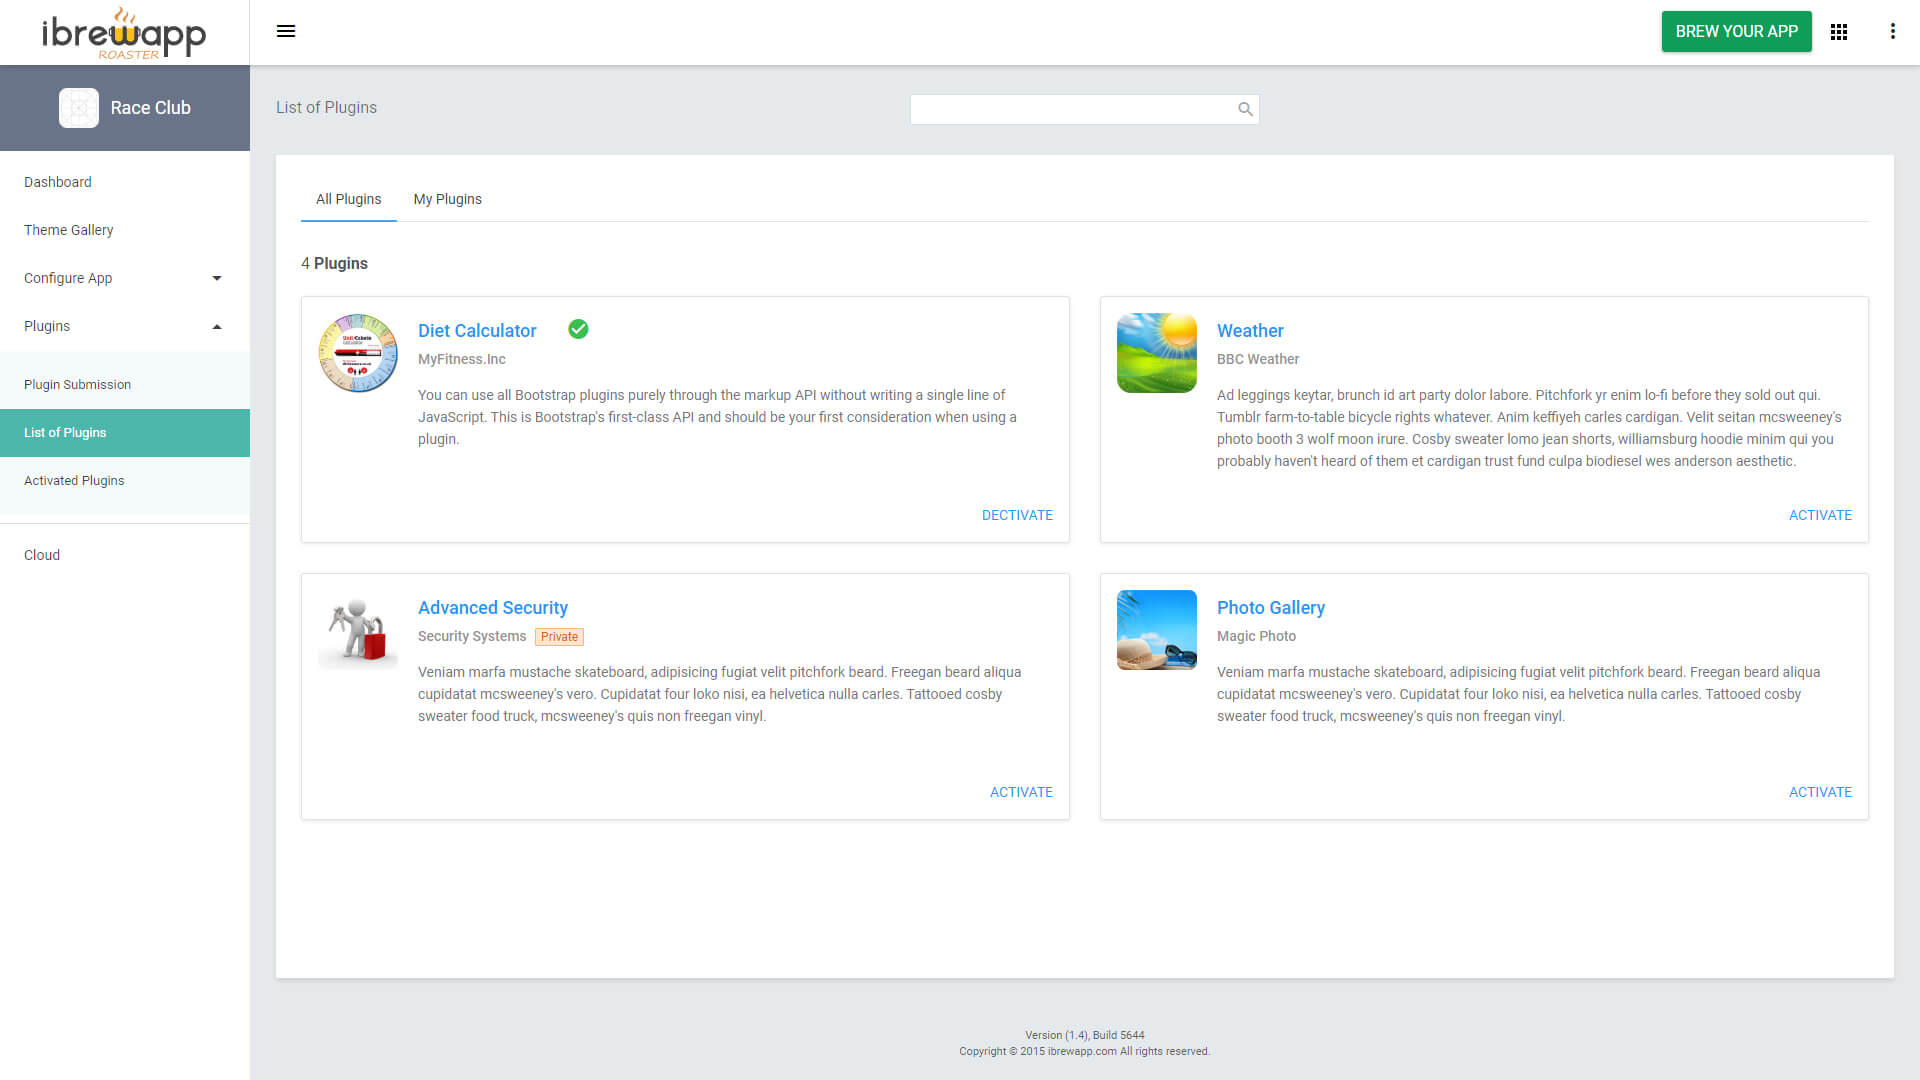 ibrewapp
ROASTER
BREW YOUR APP
Race Club
List of Plugins
Dashboard
Theme Gallery
Configure App
Plugins
Plugin Submission
List of Plugins
Activated Plugins
Cloud
All Plugins
My Plugins
4 Plugins
Diet Calculator
MyFitness.Inc
You can use all Bootstrap plugins purely through the markup API without writing a single line of
JavaScript. This is Bootstrap's first-class API and should be your first consideration when using a
plugin.
DECTIVATE
Weather
BBC Weather
Ad leggings keytar, brunch id art party dolor labore. Pitchfork yr enim lo-fi before they sold out qui.
Tumblr farm-to-table bicycle rights whatever. Anim keffiyeh carles cardigan. Velit seitan mcsweeney's
photo booth 3 wolf moon irure. Cosby sweater lomo jean shorts, williamsburg hoodie minim qui you
probably haven't heard of them et cardigan trust fund culpa biodiesel wes anderson aesthetic.
ACTIVATE
Advanced Security
Security Systems Private
Veniam marfa mustache skateboard, adipisicing fugiat velit pitchfork beard. Freegan beard aliqua
cupidatat mcsweeney's vero. Cupidatat four loko nisi, ea helvetica nulla carles. Tattooed cosby
sweater food truck, mcsweeney's quis non freegan vinyl.
ACTIVATE
Photo Gallery
Magic Photo
Veniam marfa mustache skateboard, adipisicing fugiat velit pitchfork beard. Freegan beard aliqua
cupidatat mcsweeney's vero. Cupidatat four loko nisi, ea helvetica nulla carles. Tattooed cosby
sweater food truck, mcsweeney's quis non freegan vinyl.
ACTIVATE
Version (1.4), Build 5644
Copyright © 2015 ibrewapp.com All rights reserved.